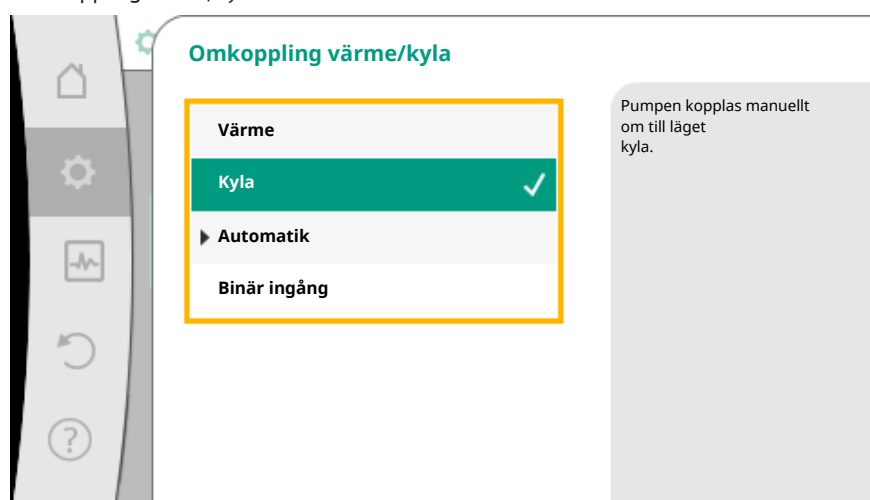 Omkoppling värme/kyla
Värme
Kyla
Automatik
Binär ingång
Pumpen kopplas manuellt
om till läget
kyla.
?